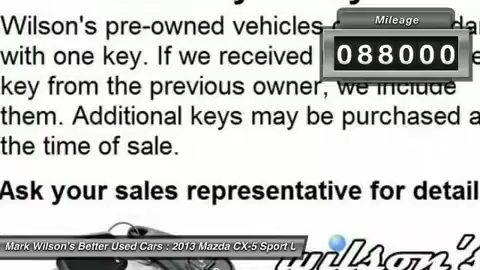 Wilson's pre-owned vehicles
Mileage
088000
with one key. If we received
key from the previous owner, we include
them. Additional keys may be purchased
the time of sale.
Ask your sales representative for detail
Mark Wilson's Better Used Cars : 2013 Mazda CX-5 Sport L
wilson's